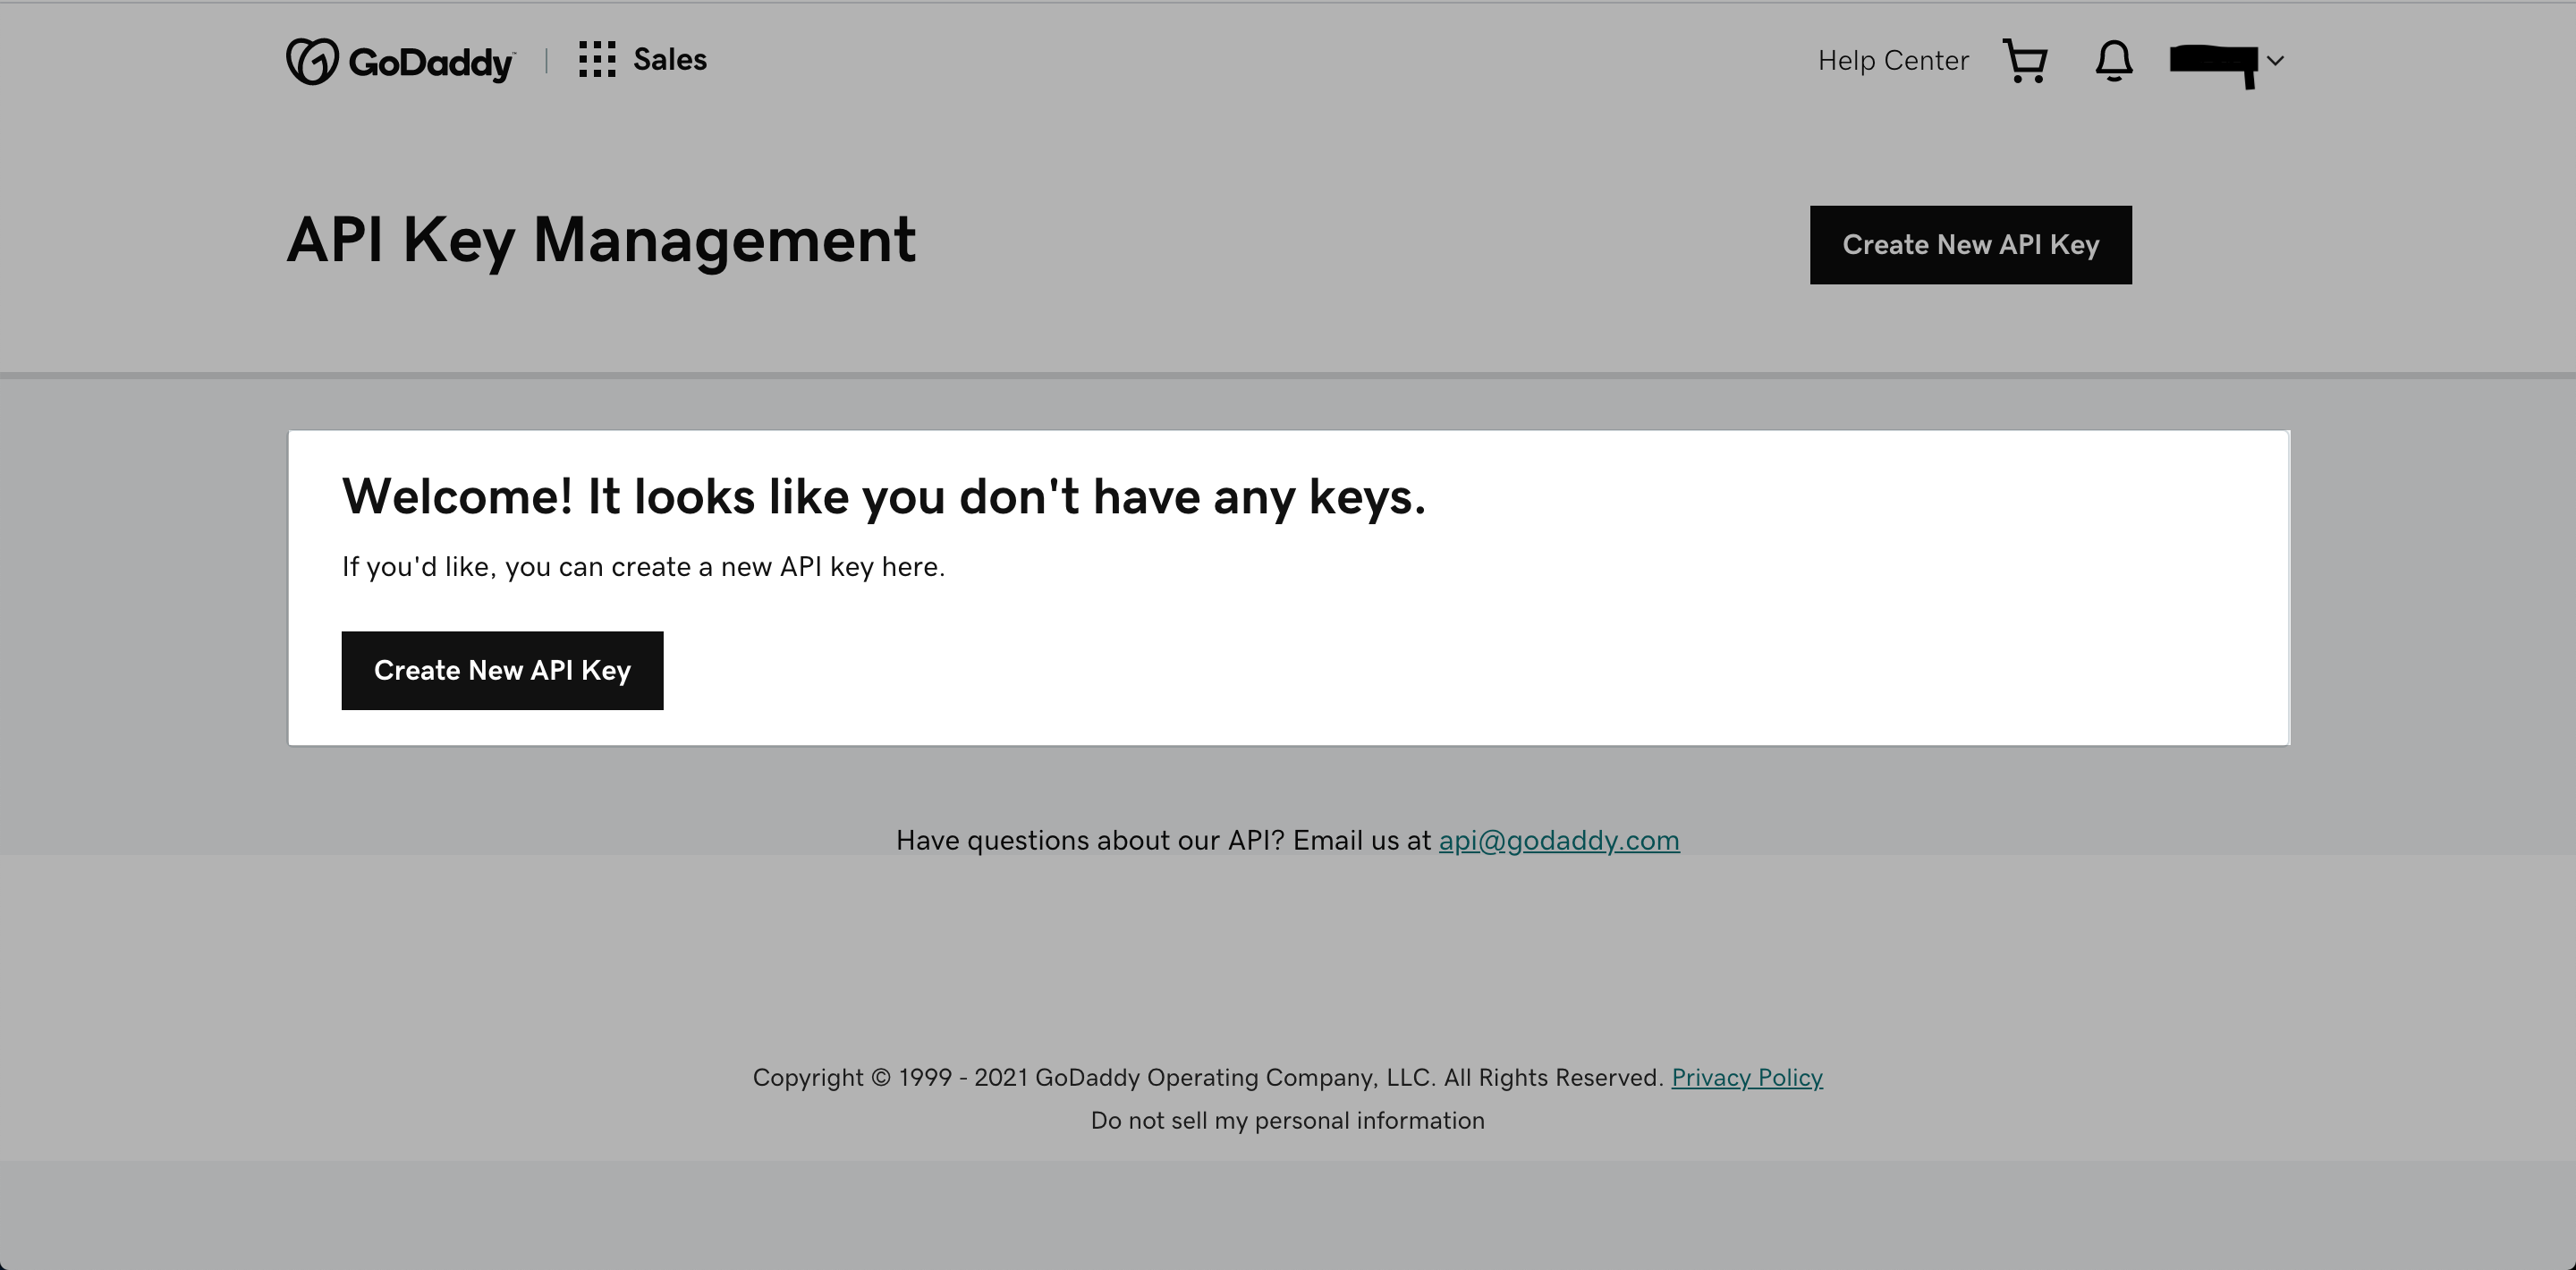 GoDaddy™ Sales Help Center
API Key Management Create New API Key
Welcome! It looks like you don't have any keys.
If you'd like, you can create a new API key here.
Create New API Key
Have questions about our API? Email us at api@godaddy.com
Copyright © 1999 - 2021 GoDaddy Operating Company, LLC. All Rights Reserved. Privacy Policy
Do not sell my personal information